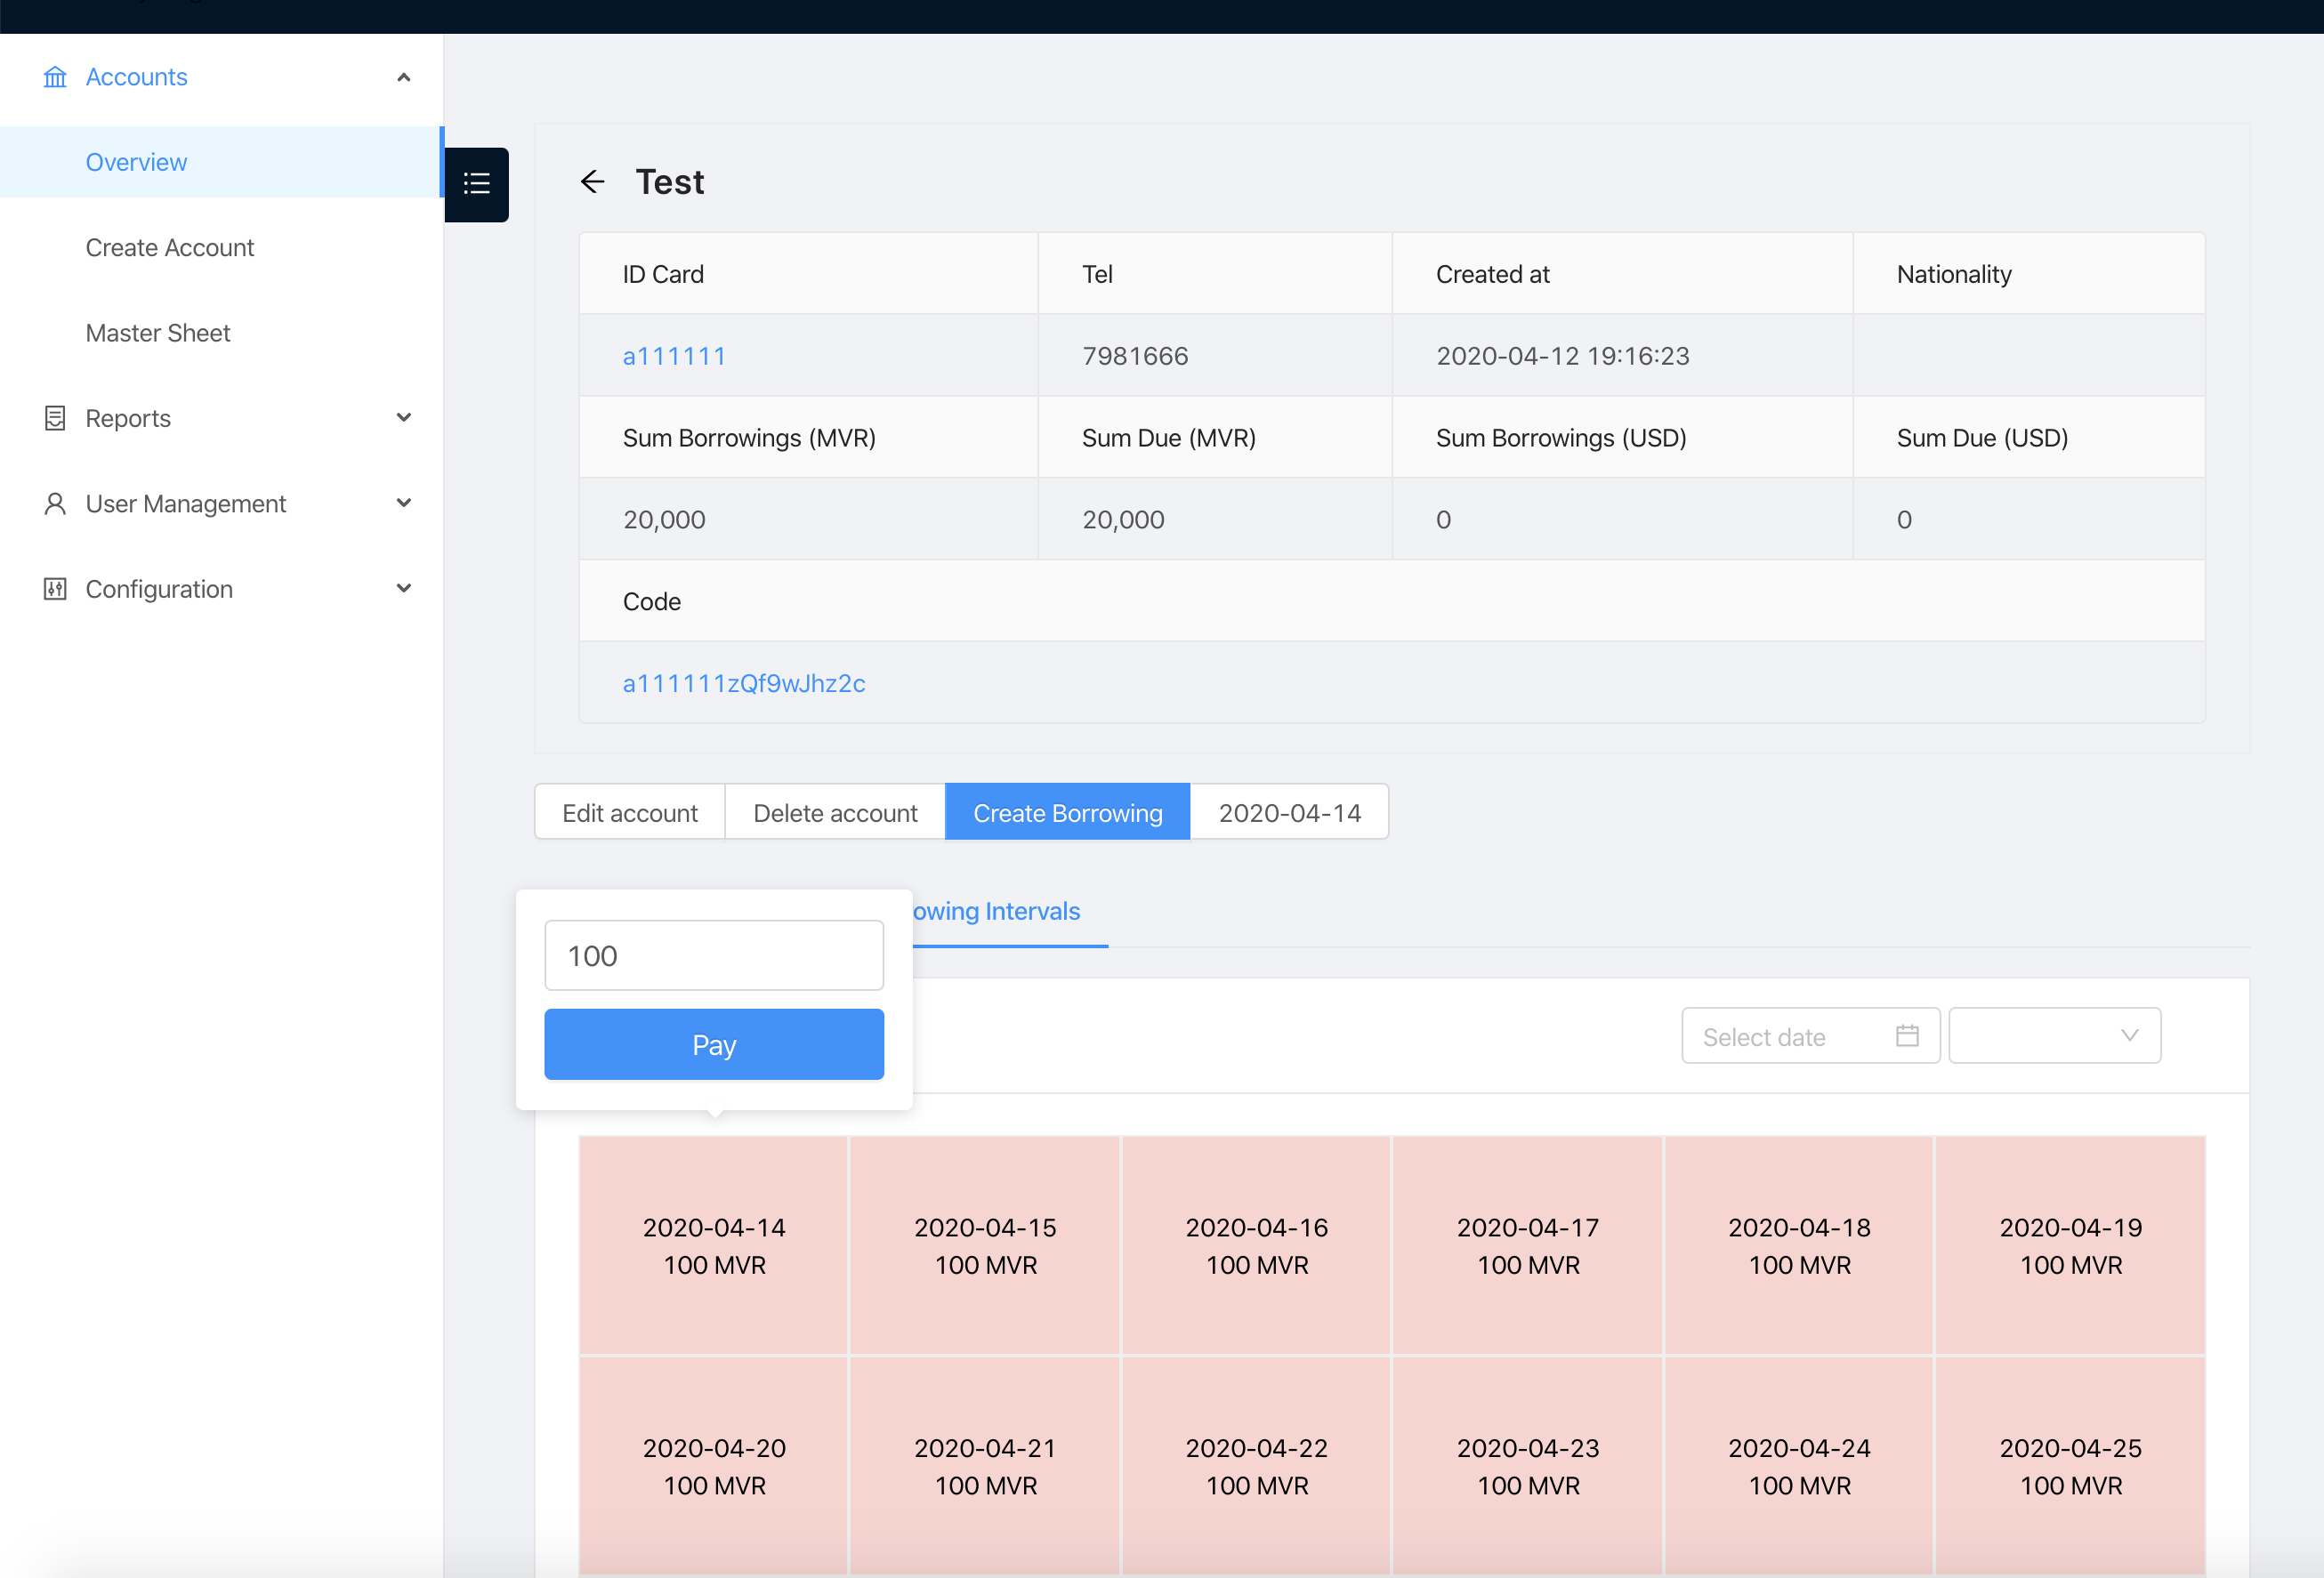 Accounts
Overview
Create Account
Master Sheet
Reports
User Management
Configuration
Test
ID Card Tel Created at Nationality
a111111 7981666 2020-04-12 19:16:23
Sum Borrowings (MVR) Sum Due (MVR) Sum Borrowings (USD) Sum Due (USD)
20,000 20,000 0 0
Code
a111111zQf9wJhz2c
Edit account Delete account Create Borrowing 2020-04-14
owing Intervals
100
Pay
Select date
2020-04-14 2020-04-15 2020-04-16 2020-04-17 2020-04-18 2020-04-19
100 MVR 100 MVR 100 MVR 100 MVR 100 MVR 100 MVR
2020-04-20 2020-04-21 2020-04-22 2020-04-23 2020-04-24 2020-04-25
100 MVR 100 MVR 100 MVR 100 MVR 100 MVR 100 MVR